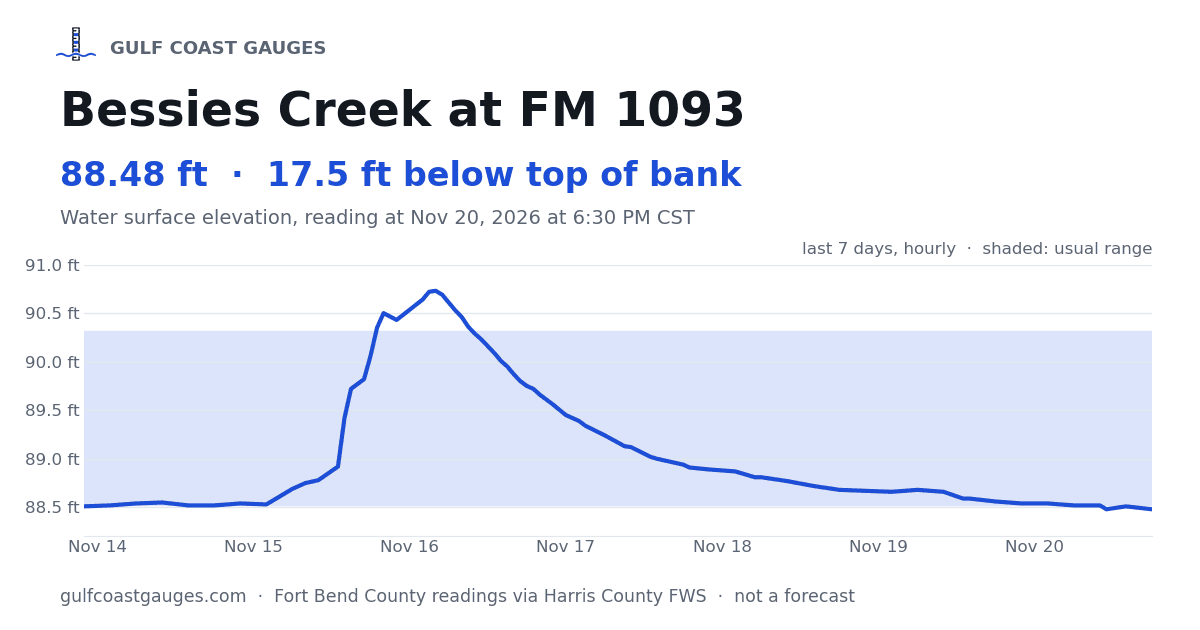 GULF COAST GAUGES
Bessies Creek at FM 1093
88.48 ft · 17.5 ft below top of bank
Water surface elevation, reading at Nov 20, 2026 at 6:30 PM CST
last 7 days, hourly · shaded: usual range
91.0 ft
90.5 ft
90.0 ft
89.5 ft
89.0 ft
88.5 ft
Nov 14 Nov 15 Nov 16 Nov 17 Nov 18 Nov 19 Nov 20
gulfcoastgauges.com · Fort Bend County readings via Harris County FWS · not a forecast